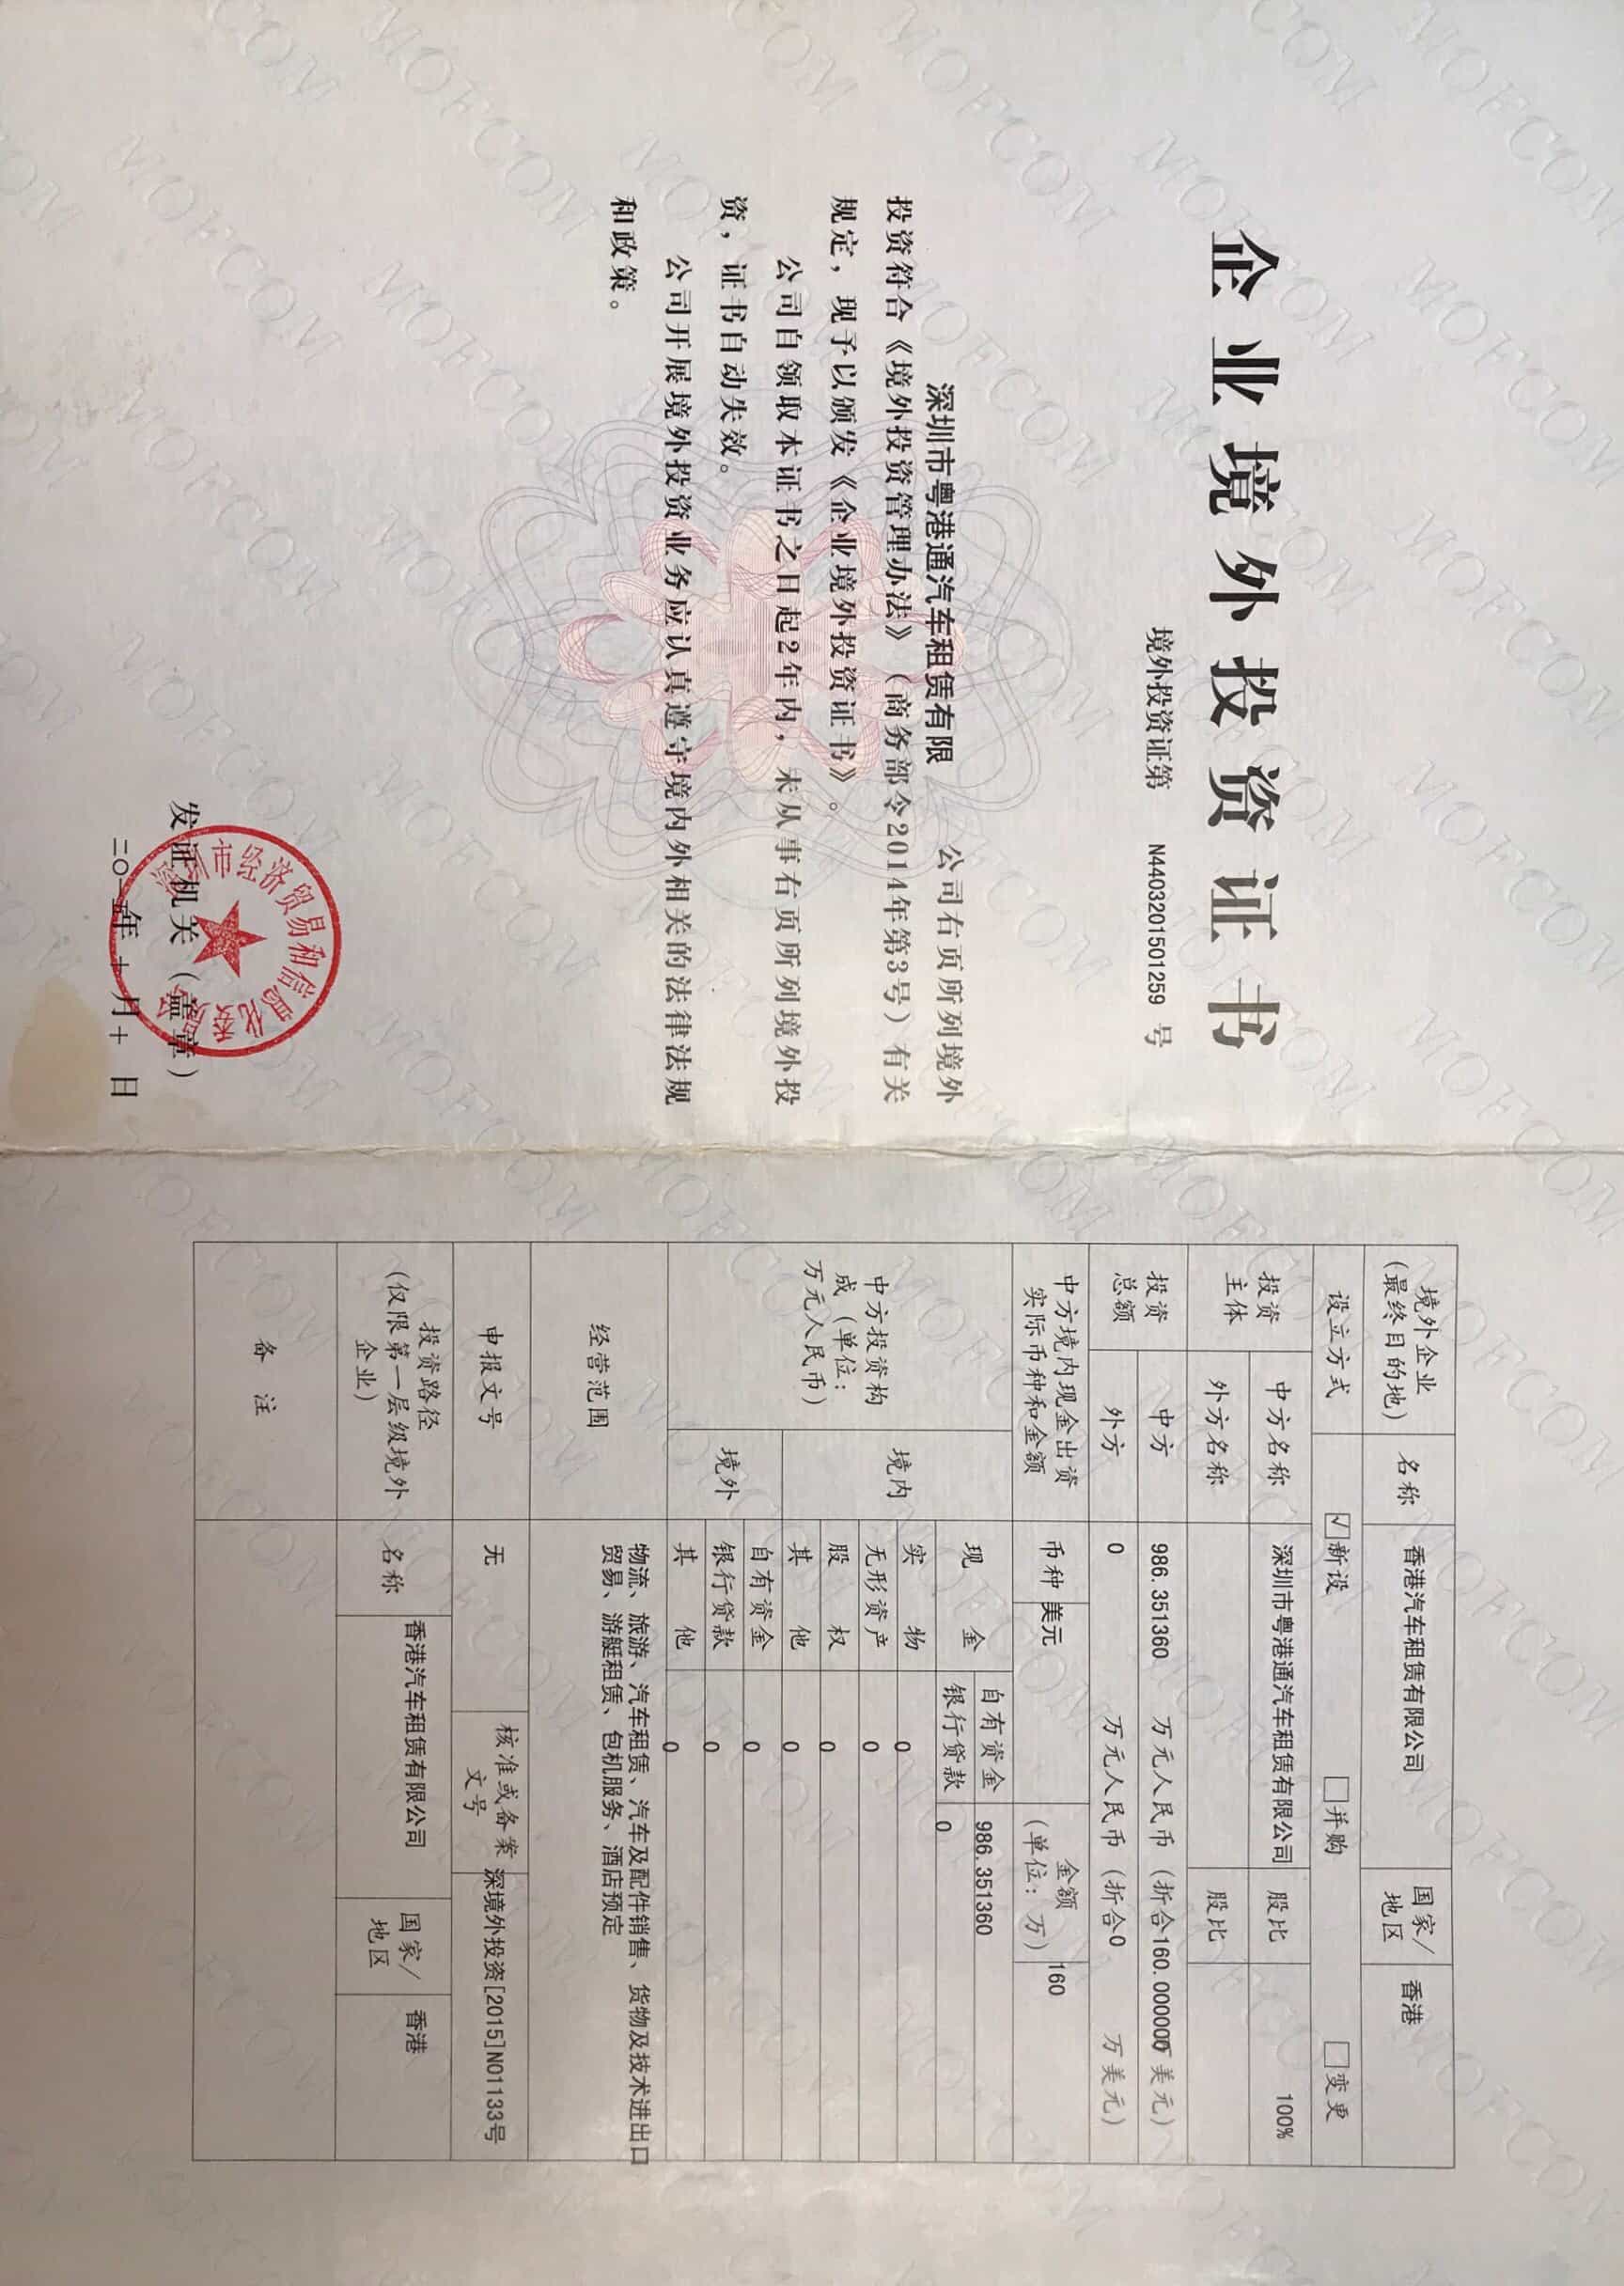 企业境外投资证书
境外投资证第 N4403201501259 号
深圳市粤港通汽车租赁有限 公司右页所列境外
投资符合《境外投资管理办法》（商务部令2014年第3号）有关
规定，现予以颁发《企业境外投资证书》。
公司自领取本证书之日起2年内，未从事右页所列境外投
资，证书自动失效。
公司开展境外投资业务应认真遵守境内外相关的法律法规
和政策。
发证机关（盖章）
二〇一五年十月十 日
市经济贸易和信息化委
境外企业
(最终目的地) 名称 香港汽车租赁有限公司 国家/
地区 香港
设立方式 ☑新设 □并购 □变更
投资
主体 中方名称 深圳市粤港通汽车租赁有限公司 股比 100%
外方名称 股比
投资
总额 中方 986.351360 万元人民币（折合160.000000万美元）
外方 0 万元人民币（折合0 万美元）
中方境内现金出资
实际币种和金额 币种 美元 金额
（单位：万） 160
中方投资构
成（单位：
万元人民币） 境内 现 金 自有资金 986.351360
银行贷款 0
实 物 0
无形资产 0
股 权 0
其 他 0
境外 自有资金 0
银行贷款 0
其 他 0
经营范围 物流、旅游、汽车租赁、汽车及配件销售、货物及技术进出口
贸易、游艇租赁、包机服务、酒店预定
申报文号 无 核准或备案
文号 深境外投资[2015]N01133号
投资路径
（仅限第一层级境外
企业） 名称 香港汽车租赁有限公司 国家/
地区 香港
备 注
MOFCOM